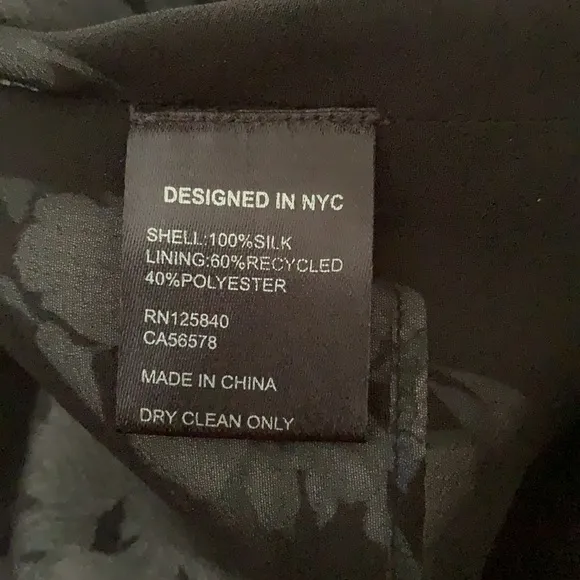 DESIGNED IN NYC
SHELL:100%SILK
LINING:60%RECYCLED
40%POLYESTER
RN125840
CA56578
MADE IN CHINA
DRY CLEAN ONLY